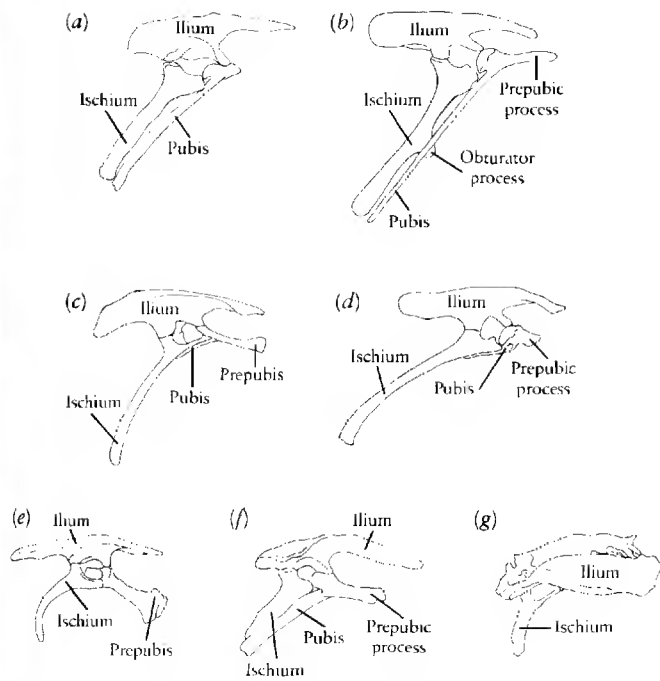 (a)
Ilium
Ischium
Pubis
(b)
Ilium
Ischium
Prepubic
process
Obturator
process
Pubis
(c)
Ilium
Ischium
Pubis
Prepubis
(d)
Ilium
Ischium
Pubis
Prepubic
process
(e)
Ilium
Ischium
Prepubis
(f)
Ilium
Pubis
Prepubic
process
Ischium
(g)
Ilium
Ischium